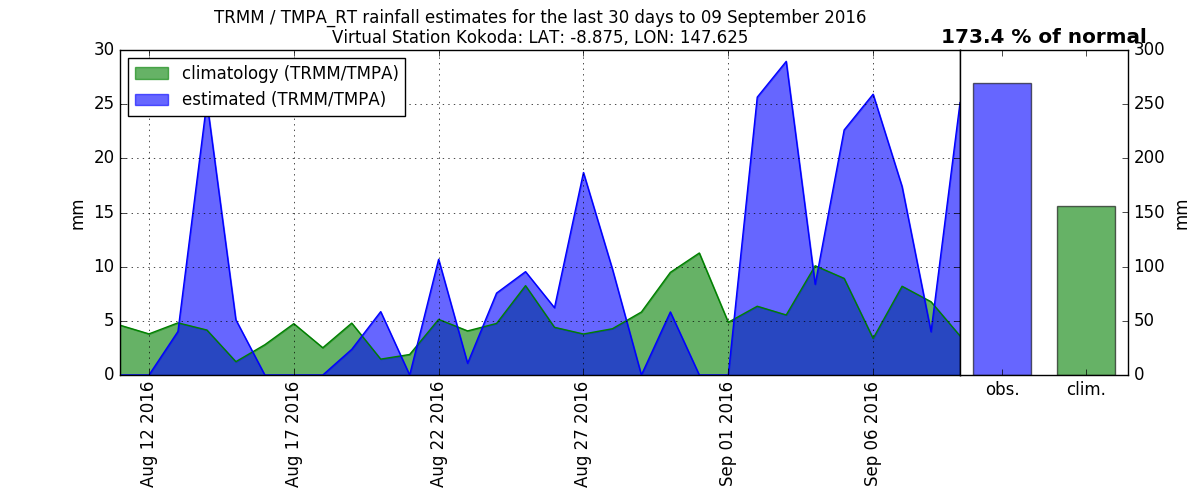 TRMM / TMPA_RT rainfall estimates for the last 30 days to 09 September 2016
Virtual Station Kokoda: LAT: -8.875, LON: 147.625
173.4 % of normal
climatology (TRMM/TMPA)
estimated (TRMM/TMPA)
mm
30
25
20
15
10
5
0
Aug 12 2016
Aug 17 2016
Aug 22 2016
Aug 27 2016
Sep 01 2016
Sep 06 2016
obs.
clim.
300
250
200
150
100
50
0
mm